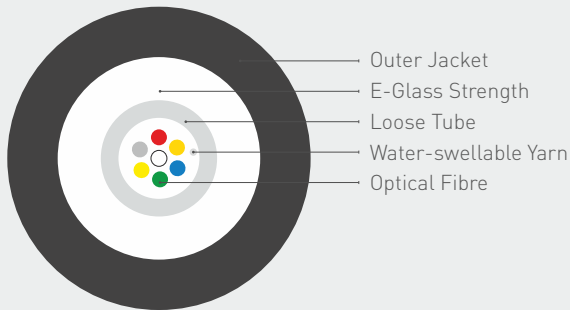 Outer Jacket
E-Glass Strength
Loose Tube
Water-swellable Yarn
Optical Fibre